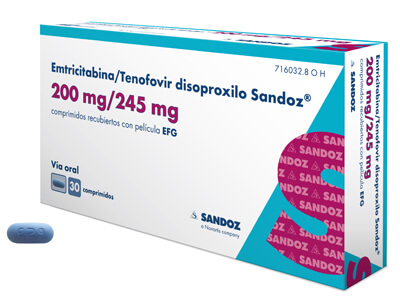 Emtricitabina/Tenofovir disoproxilo Sandoz®
716032.8 O H
200 mg/245 mg
comprimidos recubiertos con película EFG
Vía oral
30 comprimidos
SANDOZ
a Novartis company
Emtricitabina/Tenofovir disoproxilo Sandoz®
200 mg/245 mg
comprimidos recubiertos con película EFG
SANDOZ